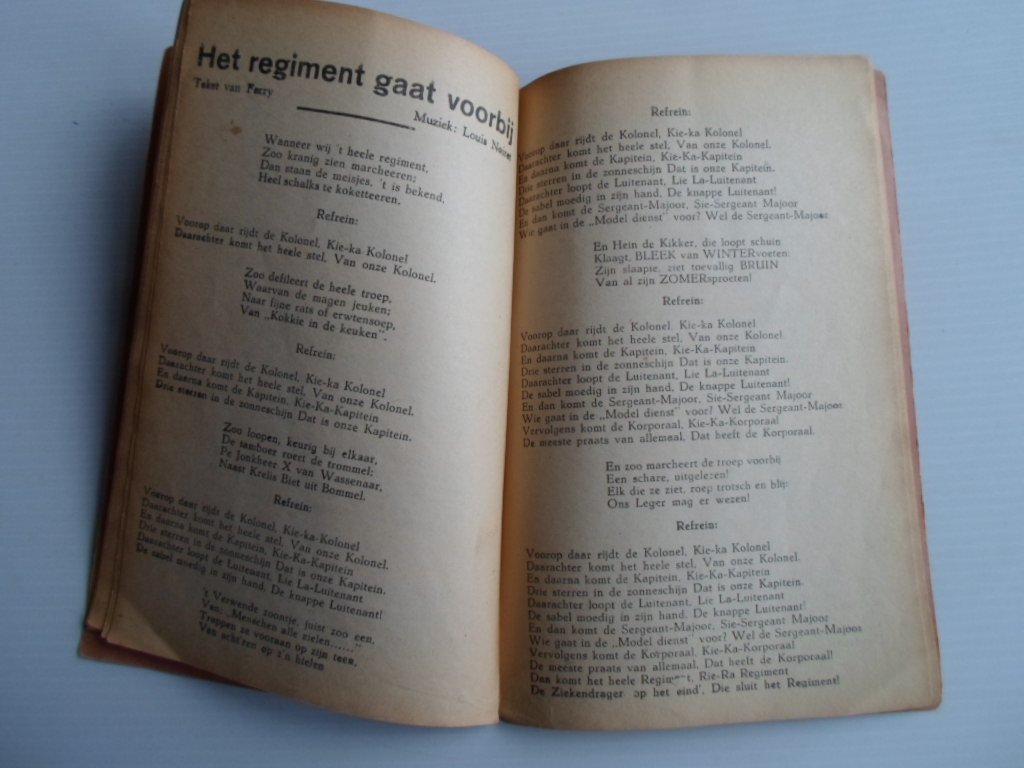 Het regiment gaat voorbij
Tekst van Ferry
Muziek: Louis
Wanneer wij 't heele regiment,
Zoo kranig zien marcheeren;
Dan staan de meisjes, 't is bekend,
Heel schalks te koketteeren.
Refrein:
Voorop daar rijdt de Kolonel, Kie-ka Kolonel
Daarachter komt het heele stel, Van onze Kolonel.
Zoo defileert de heele troep,
Waarvan de magen jeuken;
Naar fijne rats of erwtensoep,
Van „Kokkie in de keuken”.
Refrein:
Voorop daar rijdt de Kolonel, Kie-ka Kolonel
Daarachter komt het heele stel, Van onze Kolonel.
En daarna komt de Kapitein, Kie-Ka-Kapitein
Drie sterren in de zonneschijn Dat is onze Kapitein.
Zoo loopen, keurig bij elkaar,
De tamboer roert de trommel;
De Jonkheer X van Wassenaar,
Naast Krelis Biet uit Bommel.
Refrein:
Voorop daar rijdt de Kolonel, Kie-ka-Kolonel
Daarachter komt het heele stel, Van onze Kolonel.
En daarna komt de Kapitein, Kie-Ka-Kapitein
Drie sterren in de zonneschijn Dat is onze Kapitein.
Daarachter loopt de Luitenant, Lie La-Luitenant
De sabel moedig in zijn hand. De knappe Luitenant!
't Verwende zoontje, juist zoo een,
Van: „Menschen alle zielen......”
Trappen ze vooraan op zijn teen,
Van acht'ren op z'n hielen
Refrein:
Voorop daar rijdt de Kolonel, Kie-ka Kolonel
Daarachter komt het heele stel, Van onze Kolonel.
En daarna komt de Kapitein, Kie-Ka-Kapitein
Drie sterren in de zonneschijn Dat is onze Kapitein.
Daarachter loopt de Luitenant, Lie La-Luitenant
De sabel moedig in zijn hand. De knappe Luitenant!
En dan komt de Sergeant-Majoor, Sie-Sergeant Majoor
Wie gaat in de „Model dienst” voor? Wel de Sergeant-Majoor
En Hein de Kikker, die loopt schuin
Klaagt, BLEEK van WINTERvoeten:
Zijn slaapie, ziet toevallig BRUIN
Van al zijn ZOMERsproeten!
Refrein:
Voorop daar rijdt de Kolonel, Kie-ka Kolonel
Daarachter komt het heele stel, Van onze Kolonel
En daarna komt de Kapitein, Kie-Ka-Kapitein
Drie sterren in de zonneschijn Dat is onze Kapitein.
Daarachter loopt de Luitenant, Lie La-Luitenant
De sabel moedig in zijn hand. De knappe Luitenant!
En dan komt de Sergeant-Majoor, Sie-Sergeant Majoor
Wie gaat in de „Model dienst” voor? Wel de Sergeant-Majoor
Vervolgens komt de Korporaal, Kie-Ka-Korporaal
De meeste praats van allemaal, Dat heeft de Korporaal.
En zoo marcheert de troep voorbij
Een schare, uitgelezen!
Elk die ze ziet, roep trotsch en blij:
Ons Leger mag er wezen!
Refrein:
Voorop daar rijdt de Kolonel, Kie-ka Kolonel
Daarachter komt het heele stel, Van onze Kolonel.
En daarna komt de Kapitein, Kie-Ka-Kapitein
Drie sterren in de zonneschijn Dat is onze Kapitein.
Daarachter loopt de Luitenant, Lie La-Luitenant
De sabel moedig in zijn hand. De knappe Luitenant!
En dan komt de Sergeant-Majoor, Sie-Sergeant Majoor
Wie gaat in de „Model dienst” voor? Wel de Sergeant-Majoor
Vervolgens komt de Korporaal, Kie-Ka-Korporaal!
De meeste praats van allemaal, Dat heeft de Korporaal!
Dan komt het heele Regiment, Rie-Ra Regiment
De Ziekendrager op het eind'. Die sluit het Regiment!